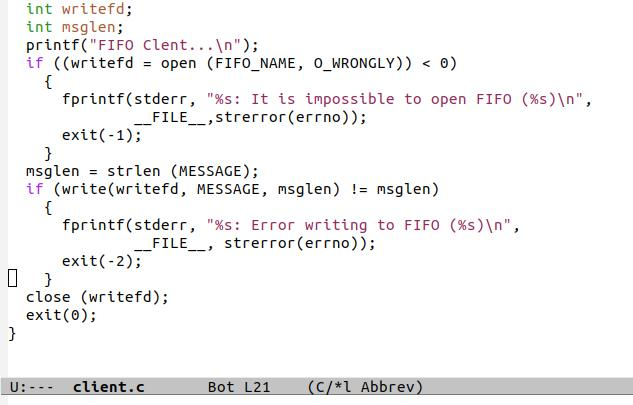 int writefd;
int msglen;
printf("FIFO Clent...\n");
if ((writefd = open (FIFO_NAME, O_WRONGLY)) < 0)
{
fprintf(stderr, "%s: It is impossible to open FIFO (%s)\n",
__FILE__,strerror(errno));
exit(-1);
}
msglen = strlen (MESSAGE);
if (write(writefd, MESSAGE, msglen) != msglen)
{
fprintf(stderr, "%s: Error writing to FIFO (%s)\n",
__FILE__, strerror(errno));
exit(-2);
}
close (writefd);
exit(0);
}
U:--- client.c Bot L21 (C/*l Abbrev)